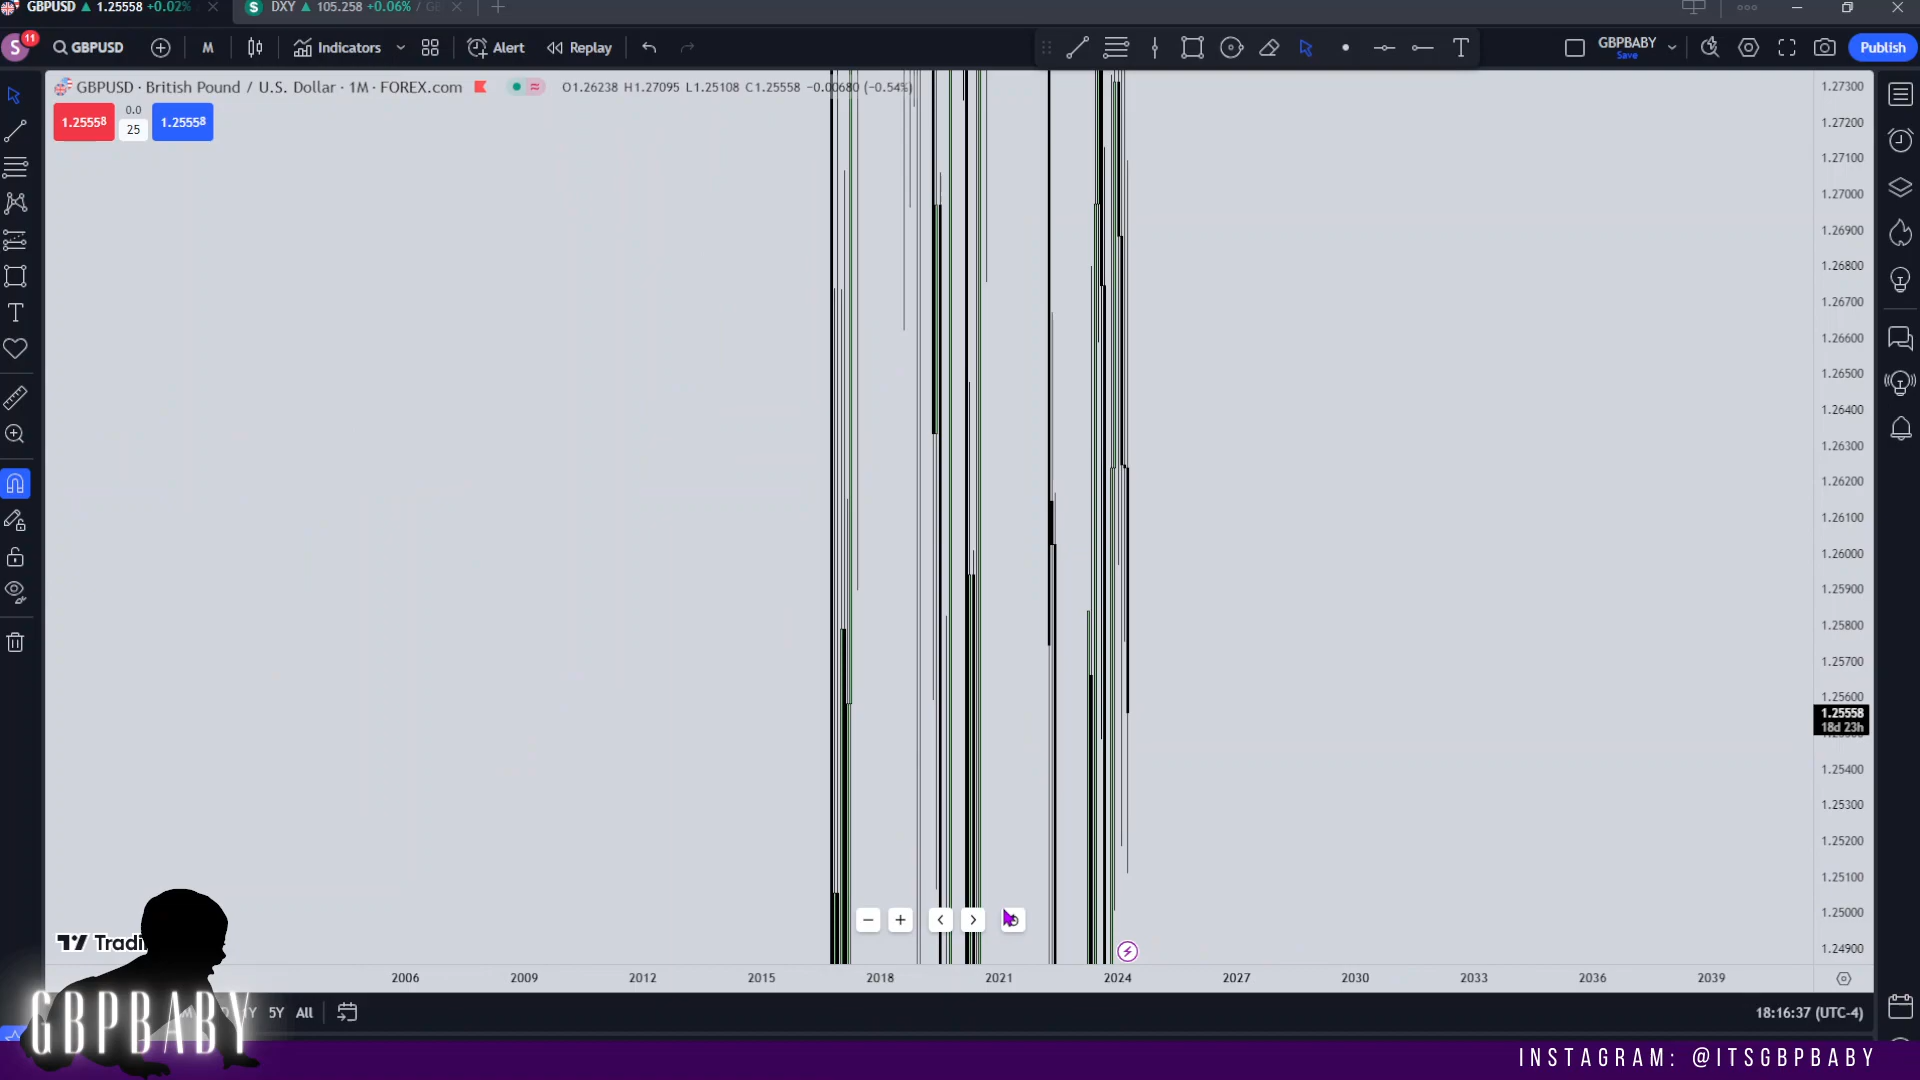 GBPUSD ▲ 1.25558 +0.02%
S DXY ▲ 105.258 +0.06% /
S 11 GBPUSD M Indicators Alert Replay T GBPBABY Save Publish
GBPUSD · British Pound / U.S. Dollar · 1M · FOREX.com O1.26238 H1.27095 L1.25108 C1.25558 −0.00680 (−0.54%)
1.25558 0.0 25 1.25558
1.27300
1.27200
1.27100
1.27000
1.26900
1.26800
1.26700
1.26600
1.26500
1.26400
1.26300
1.26200
1.26100
1.26000
1.25900
1.25800
1.25700
1.25600
1.25558
18d 23h
1.25400
1.25300
1.25200
1.25100
1.25000
1.24900
2006 2009 2012 2015 2018 2021 2024 2027 2030 2033 2036 2039
5Y All
18:16:37 (UTC-4)
GBPBABY
INSTAGRAM: @ITSGBPBABY